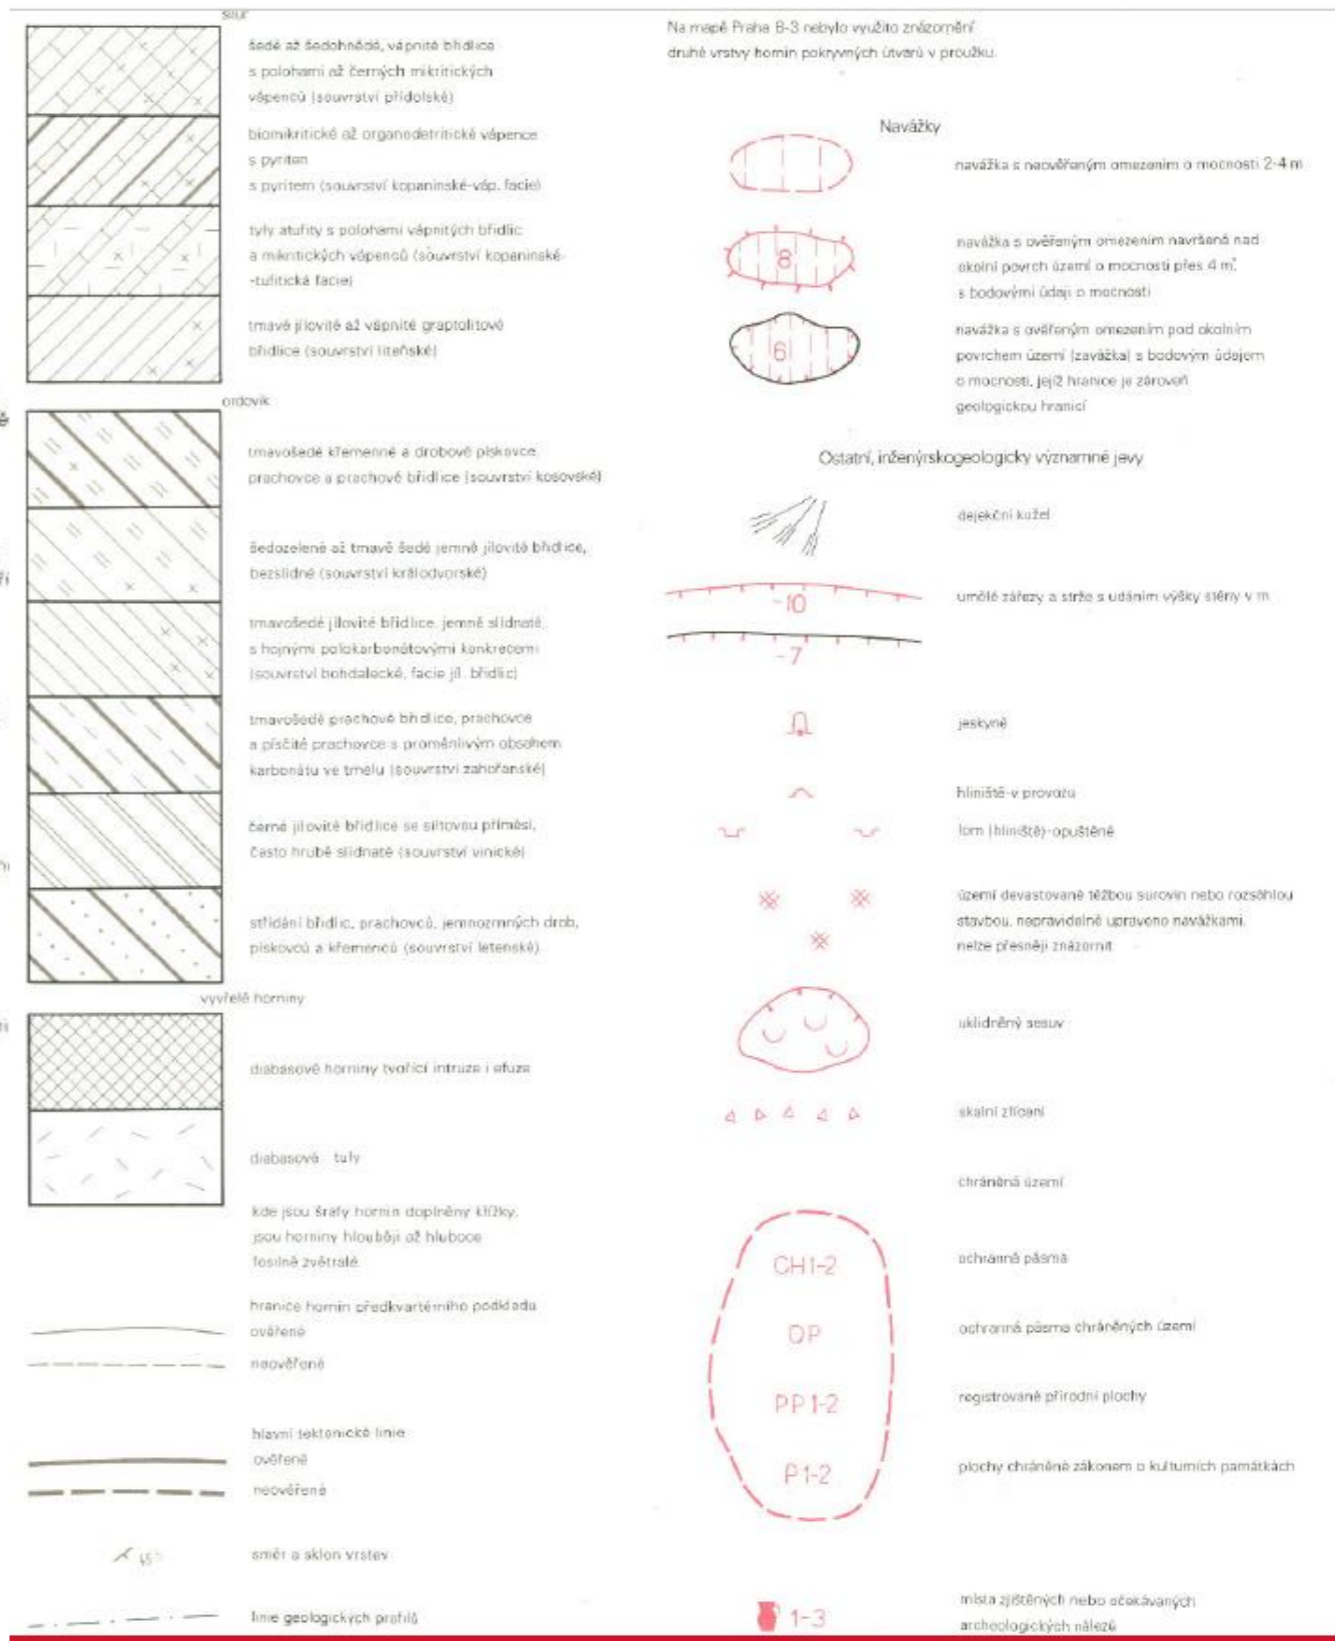 silur
šedé až šedohnědé, vápnité břidlice
s polohami až černých mikritických
vápenců (souvrství přídolské)
biomikritické až organodetritické vápence
s pyriten
s pyritem (souvrství kopaninské-váp. facie)
tyly atufity s polohami vápnitých břidlic
a mikritických vápenců (souvrství kopaninské-
-tufitická facie)
tmavé jílovité až vápnité graptolitové
břidlice (souvrství liteňské)
ordovik
tmavošedé křemenné a drobové pískovce,
prachovce a prachové břidlice (souvrství kosovské)
šedozelené až tmavě šedé jemně jílovité břidlice,
bezslídné (souvrství králodvorské)
tmavošedé jílovité břidlice, jemně slídnaté,
s hojnými polokarbonátovými konkrecemi
(souvrství bohdalecké, facie jíl. břidlic)
tmavošedé prachové břidlice, prachovce
a písčité prachovce s proměnlivým obsahem
karbonátu ve tmelu (souvrství zahořanské)
černé jílovité břidlice se siltovou příměsí,
často hrubě slídnaté (souvrství vinické)
střídání břidlic, prachovců, jemnozrnných drob,
pískovců a křemenců (souvrství letenské)
vyvřelé horniny
diabasové horniny tvořící intruze i efuze
diabasové tufy
kde jsou šrafy hornin doplněny křížky,
jsou horniny hlouběji až hluboce
fosilně zvětralé.
hranice hornin předkvartérního podkladu
ověřené
neověřené
hlavní tektonické linie
ověřené
neověřené
45° směr a sklon vrstev
linie geologických profilů
Na mapě Praha 8-3 nebylo využito znázornění
druhé vrstvy hornin pokryvných útvarů v proužku.
Navážky
navážka s neověřeným omezením o mocnosti 2-4 m
8
navážka s ověřeným omezením navršená nad
okolní povrch území o mocnosti přes 4 m,
s bodovými údaji o mocnosti
6
navážka s ověřeným omezením pod okolním
povrchem území (zavážka) s bodovým údajem
o mocnosti, jejíž hranice je zároveň
geologickou hranicí
Ostatní, inženýrskogeologicky významné jevy
dejekční kužel
-10
umělé zářezy a strže s udáním výšky stěny v m
-7
jeskyně
hliniště-v provozu
lom (hliniště)-opuštěné
území devastované těžbou surovin nebo rozsáhlou
stavbou, nepravidelně upraveno navážkami,
nelze přesněji znázornit
uklidněný sesuv
skalní zřícení
chráněná území
CH1-2 ochranná pásma
OP ochranná pásma chráněných území
PP1-2 registrované přírodní plochy
P1-2 plochy chráněné zákonem o kulturních památkách
1-3
místa zjištěných nebo očekávaných
archeologických nálezů